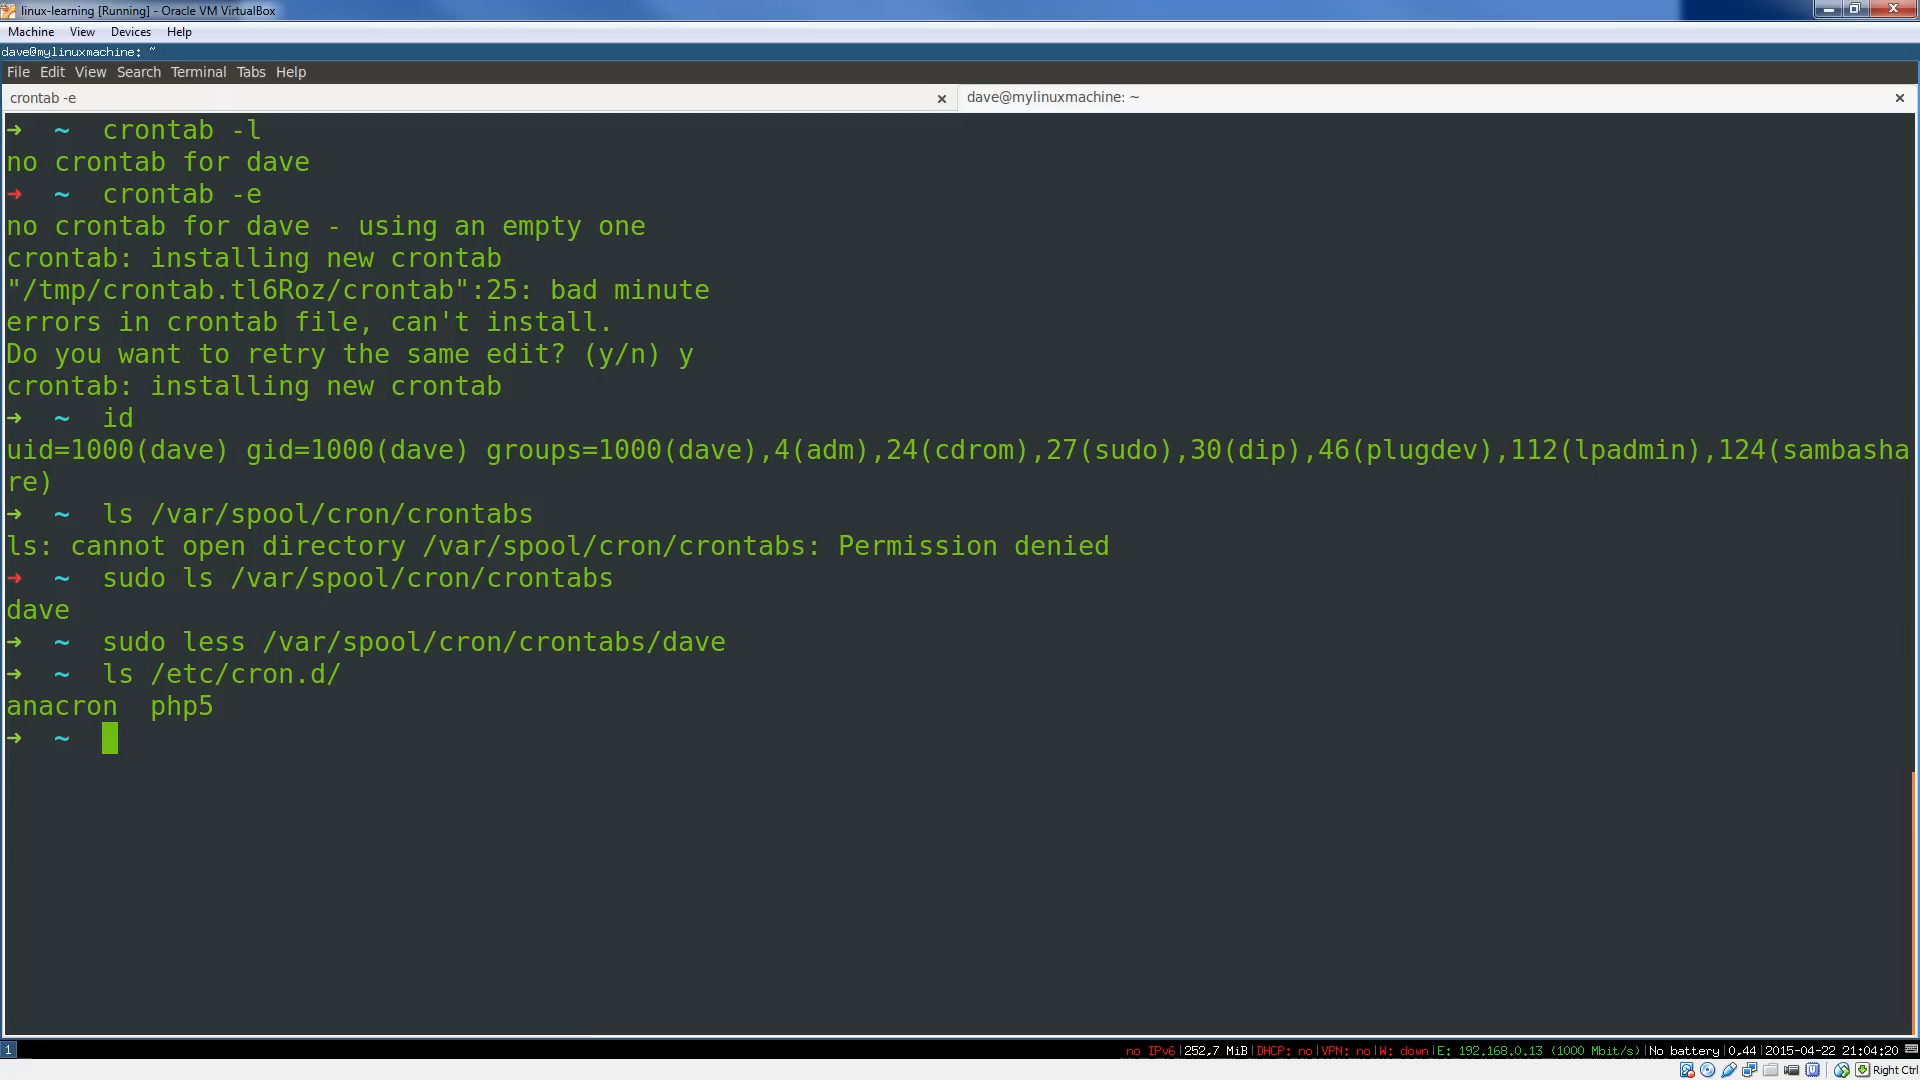 linux-learning [Running] - Oracle VM VirtualBox
Machine View Devices Help
dave@mylinuxmachine: ~
File Edit View Search Terminal Tabs Help
crontab -e
dave@mylinuxmachine: ~
➜ ~ crontab -l
no crontab for dave
➜ ~ crontab -e
no crontab for dave - using an empty one
crontab: installing new crontab
"/tmp/crontab.tl6Roz/crontab":25: bad minute
errors in crontab file, can't install.
Do you want to retry the same edit? (y/n) y
crontab: installing new crontab
➜ ~ id
uid=1000(dave) gid=1000(dave) groups=1000(dave),4(adm),24(cdrom),27(sudo),30(dip),46(plugdev),112(lpadmin),124(sambasha
re)
➜ ~ ls /var/spool/cron/crontabs
ls: cannot open directory /var/spool/cron/crontabs: Permission denied
➜ ~ sudo ls /var/spool/cron/crontabs
dave
➜ ~ sudo less /var/spool/cron/crontabs/dave
➜ ~ ls /etc/cron.d/
anacron php5
➜ ~
1
no IPv6|252,7 MiB|DHCP: no|VPN: no|W: down|E: 192.168.0.13 (1000 Mbit/s)|No battery|0,44|2015-04-22 21:04:20
Right Ctrl